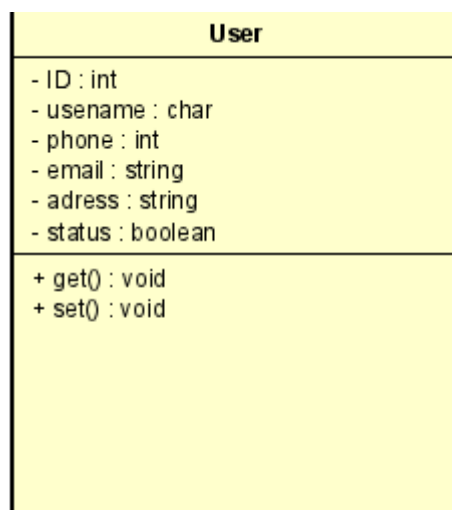 User
- ID : int
- usename : char
- phone : int
- email : string
- adress : string
- status : boolean
+ get() : void
+ set() : void